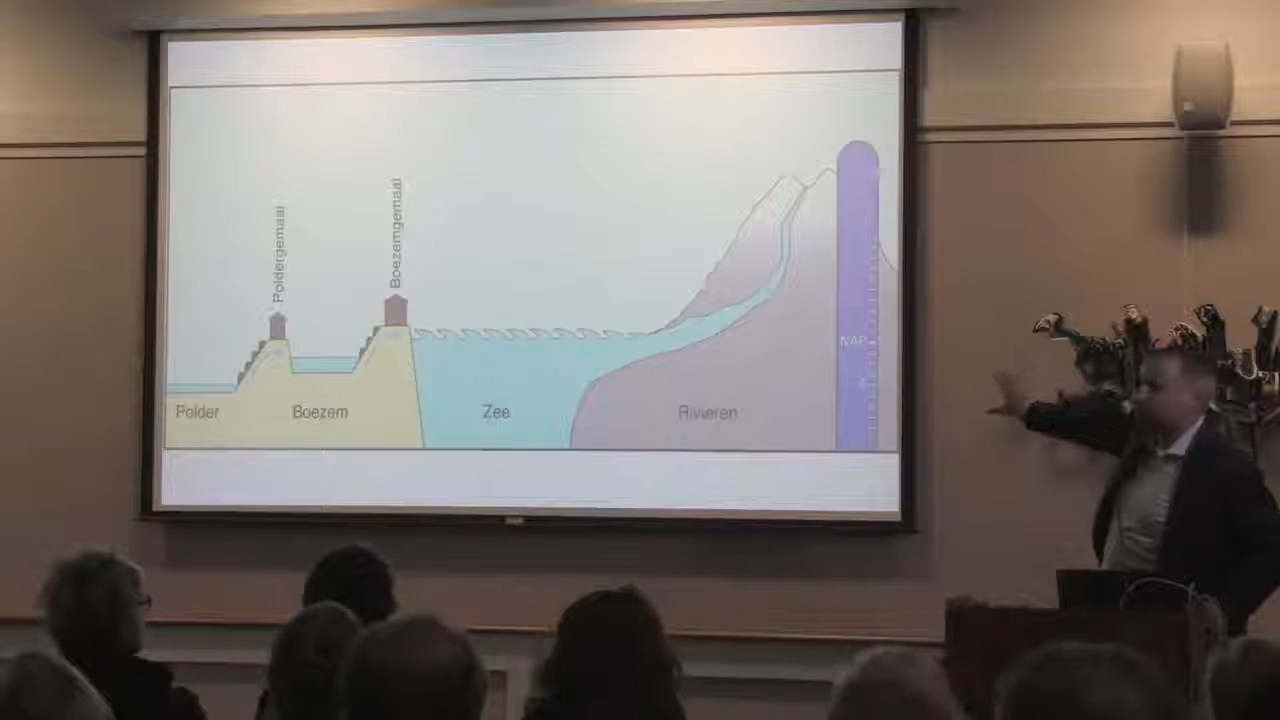 Poldergemaal
Boezemgemaal
NAP
Polder
Boezem
Zee
Rivieren